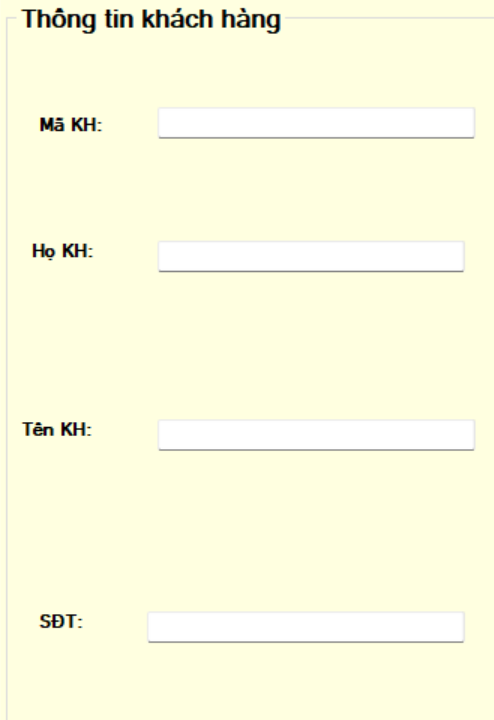 Thông tin khách hàng
Mã KH:
Họ KH:
Tên KH:
SĐT: